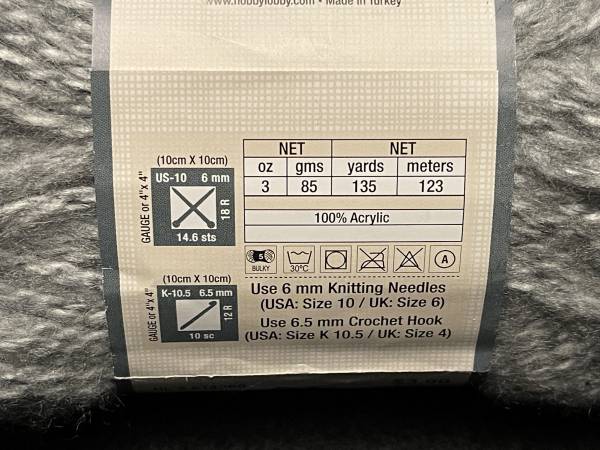 www.hobbylobby.com • Made in Turkey
NET NET
oz gms yards meters
3 85 135 123
100% Acrylic
(10cm X 10cm)
US-10 6 mm
GAUGE or 4"x 4"
18 R
14.6 sts
5
BULKY
30°C
A
(10cm X 10cm)
K-10.5 6.5 mm
GAUGE or 4"x 4"
12 R
10 sc
Use 6 mm Knitting Needles
(USA: Size 10 / UK: Size 6)
Use 6.5 mm Crochet Hook
(USA: Size K 10.5 / UK: Size 4)